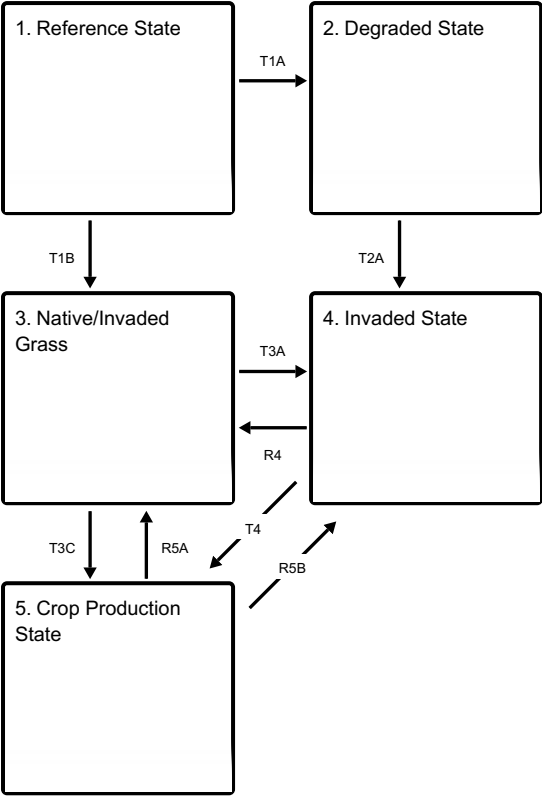 1. Reference State
2. Degraded State
T1A
T1B
T2A
3. Native/Invaded
Grass
4. Invaded State
T3A
R4
T4
T3C
R5A
R5B
5. Crop Production
State